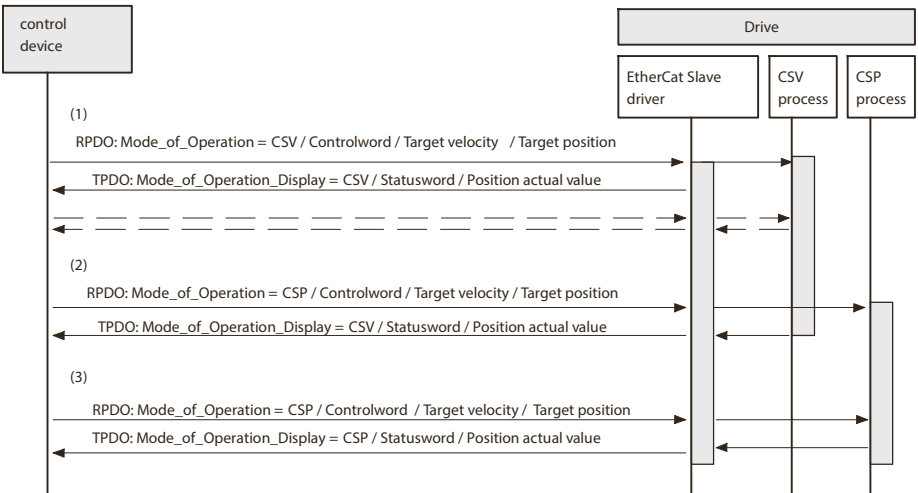 control
device
Drive
EtherCat Slave
driver
CSV
process
CSP
process
(1)
RPDO: Mode_of_Operation = CSV / Controlword / Target velocity / Target position
TPDO: Mode_of_Operation_Display = CSV / Statusword / Position actual value
(2)
RPDO: Mode_of_Operation = CSP / Controlword / Target velocity / Target position
TPDO: Mode_of_Operation_Display = CSV / Statusword / Position actual value
(3)
RPDO: Mode_of_Operation = CSP / Controlword / Target velocity / Target position
TPDO: Mode_of_Operation_Display = CSP / Statusword / Position actual value